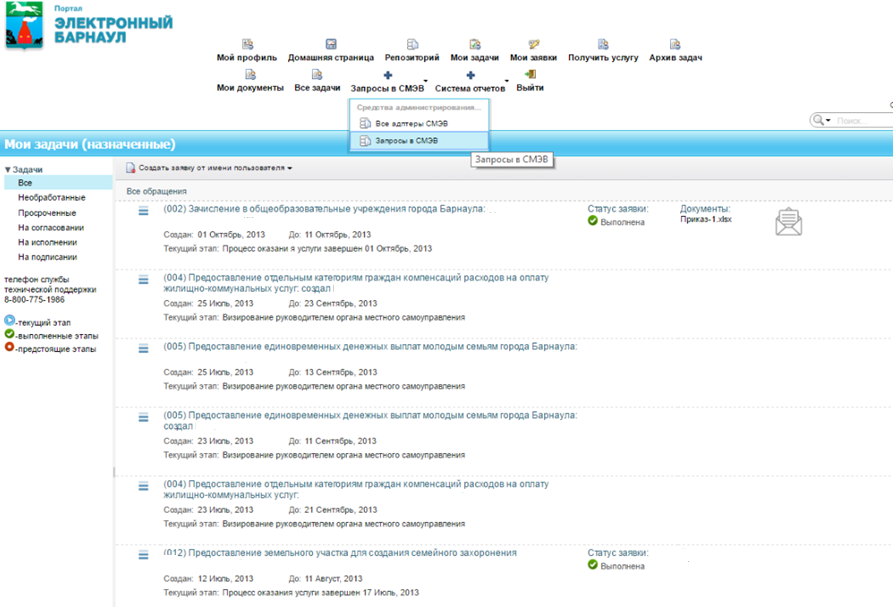 Портал
ЭЛЕКТРОННЫЙ
БАРНАУЛ
Мой профиль Домашняя страница Репозиторий Мои задачи Мои заявки Получить услугу Архив задач
Мои документы Все задачи Запросы в СМЭВ Система отчетов Выйти
Средства администрирования...
Все адптеры СМЭВ
Запросы в СМЭВ
Поиск...
Запросы в СМЭВ
Мои задачи (назначенные)
Задачи
Все
Необработанные
Просроченные
На согласовании
На исполнении
На подписании
телефон службы
технической поддержки
8-800-775-1986
-текущий этап
-выполненные этапы
-предстоящие этапы
Создать заявку от имени пользователя
Все обращения
(002) Зачисление в общеобразовательные учреждения города Барнаула:
Статус заявки: Документы:
Выполнена Приказ-1.xlsx
Создан: 01 Октябрь, 2013 До: 11 Октябрь, 2013
Текущий этап: Процесс оказани я услуги завершен 01 Октябрь, 2013
(004) Предоставление отдельным категориям граждан компенсаций расходов на оплату
жилищно-коммунальных услуг: создал
Создан: 25 Июль, 2013 До: 23 Сентябрь, 2013
Текущий этап: Визирование руководителем органа местного самоуправления
(005) Предоставление единовременных денежных выплат молодым семьям города Барнаула:
Создан: 25 Июль, 2013 До: 13 Сентябрь, 2013
Текущий этап: Визирование руководителем органа местного самоуправления
(005) Предоставление единовременных денежных выплат молодым семьям города Барнаула:
создал
Создан: 23 Июль, 2013 До: 11 Сентябрь, 2013
Текущий этап: Визирование руководителем органа местного самоуправления
(004) Предоставление отдельным категориям граждан компенсаций расходов на оплату
жилищно-коммунальных услуг:
Создан: 23 Июль, 2013 До: 21 Сентябрь, 2013
Текущий этап: Визирование руководителем органа местного самоуправления
(012) Предоставление земельного участка для создания семейного захоронения
Статус заявки:
Выполнена
Создан: 12 Июль, 2013 До: 11 Август, 2013
Текущий этап: Процесс оказания услуги завершен 17 Июль, 2013